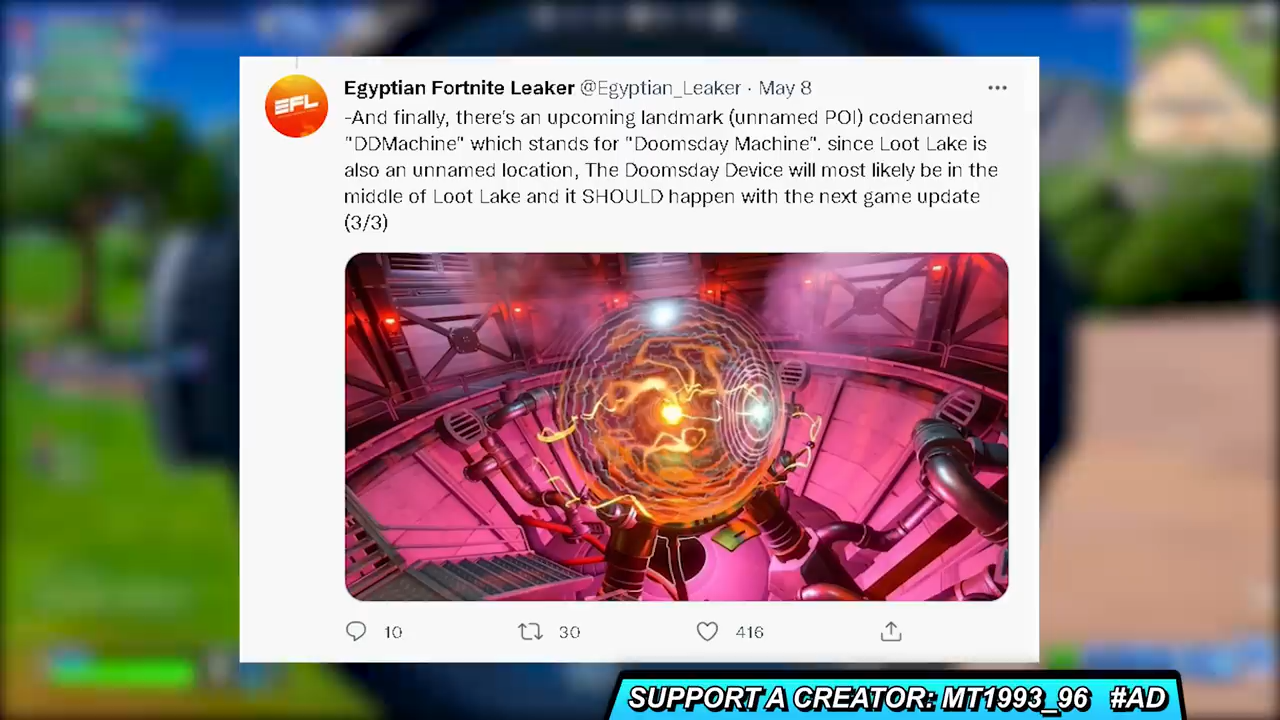 EFL
Egyptian Fortnite Leaker @Egyptian_Leaker · May 8
-And finally, there's an upcoming landmark (unnamed POI) codenamed
"DDMachine" which stands for "Doomsday Machine". since Loot Lake is
also an unnamed location, The Doomsday Device will most likely be in the
middle of Loot Lake and it SHOULD happen with the next game update
(3/3)
10 30 416
SUPPORT A CREATOR: MT1993_96 #AD